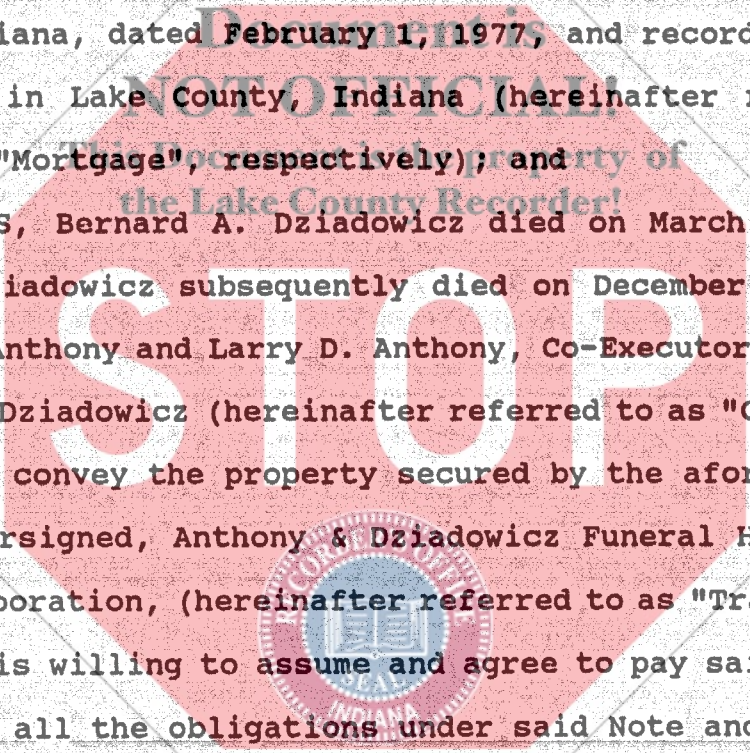 iana, dated February 1, 1977, and record
Document is
in Lake County, Indiana (hereinafter
NOT OFFICIAL!
"Mortgage", respectively); and
This Document is the property of
the Lake County Recorder!
S, Bernard A. Dziadowicz died on March
iadowicz subsequently died on December
STOP
Anthony and Larry D. Anthony, Co-Executor
Dziadowicz (hereinafter referred to as "C
convey the property secured by the afor
rsigned, Anthony & Dziadowicz Funeral H
RECORDER'S OFFICE
poration, (hereinafter referred to as "Tr
is willing to assume and agree to pay sai
SEAL
INDIANA
all the obligations under said Note and